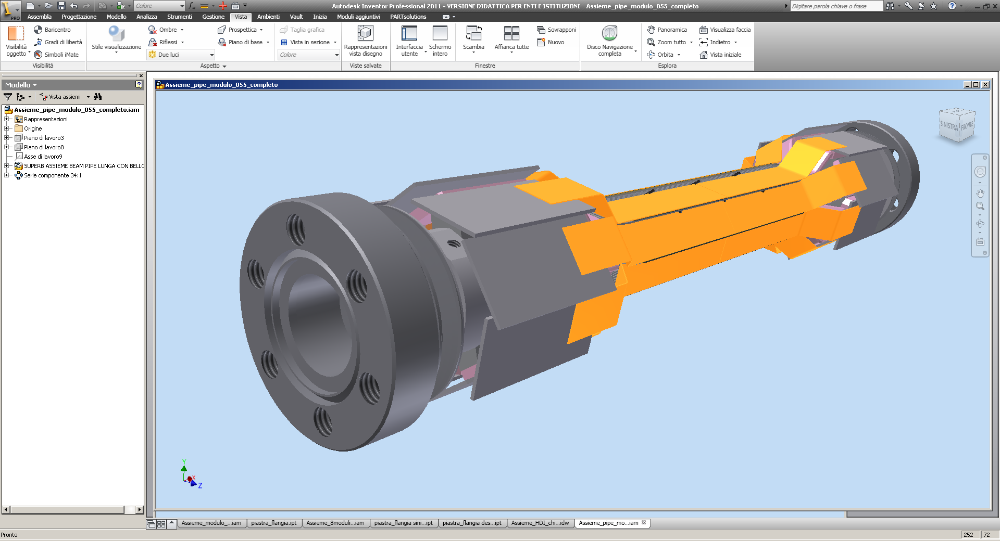 PRO
Colore
fx
Autodesk Inventor Professional 2011 - VERSIONE DIDATTICA PER ENTI E ISTITUZIONI Assieme_pipe_modulo_055_completo
Digitare parola chiave o frase
Assembla Progettazione Modello Analizza Strumenti Gestione Vista Ambienti Vault Inizia Moduli aggiuntivi PARTsolutions
Visibilità oggetto
Baricentro
Gradi di libertà
Simboli iMate
Visibilità
Stile visualizzazione
Ombre
Riflessi
Due luci
Prospettica
Piano di base
Taglia grafica
Vista in sezione
Colore
Aspetto
Rappresentazioni vista disegno
Viste salvate
Interfaccia utente
Schermo intero
Scambia
Affianca tutte
Sovrapponi
Nuovo
Finestre
Disco Navigazione completa
Panoramica
Zoom tutto
Orbita
Visualizza faccia
Indietro
Vista iniziale
Esplora
Modello
Vista assiemi
Assieme_pipe_modulo_055_completo.iam
Rappresentazioni
Origine
Piano di lavoro3
Piano di lavoro8
Asse di lavoro9
SUPERB ASSIEME BEAM PIPE LUNGA CON BELLO
Serie componente 34:1
Assieme_pipe_modulo_055_completo
SINISTRA FRONTE
Y
X
Z
Assieme_modulo_...iam piastra_flangia.ipt Assieme_8moduli...iam piastra_flangia sini...ipt piastra_flangia des...ipt Assieme_HDI_chi...idw Assieme_pipe_mo...iam
Pronto
252 72